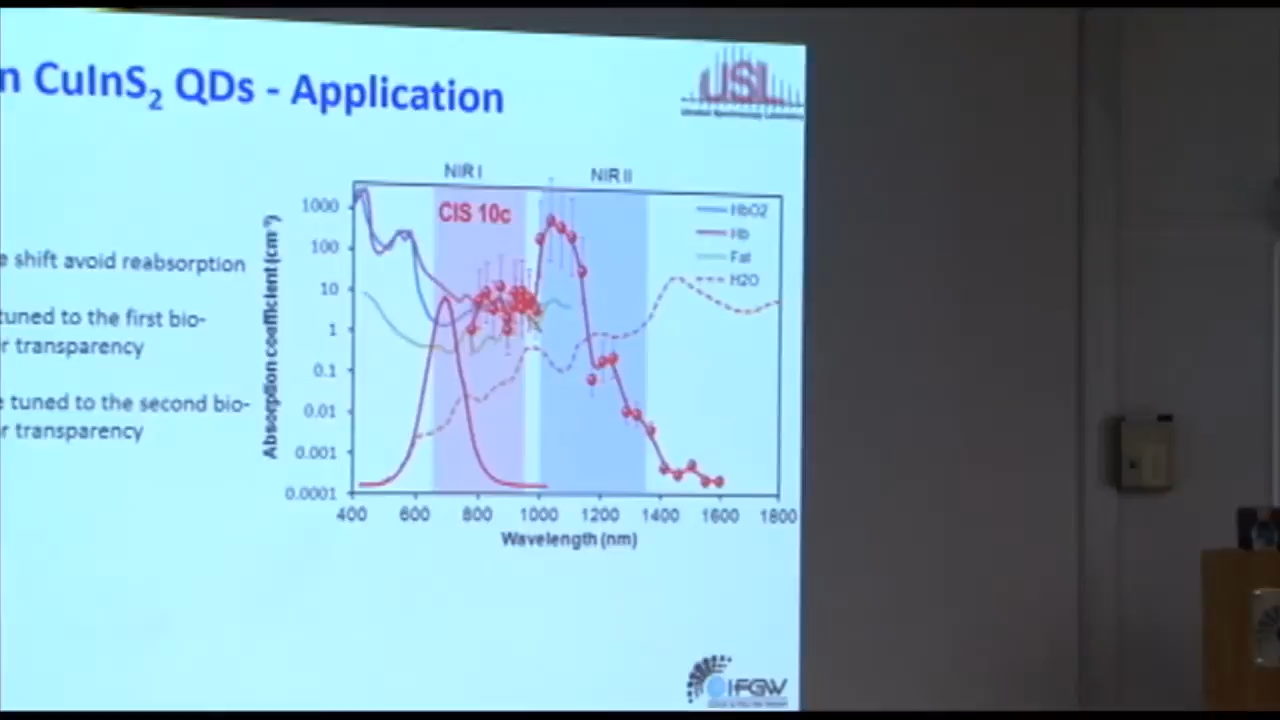 n CuInS2 QDs - Application
USL
e shift avoid reabsorption
tuned to the first bio-
r transparency
e tuned to the second bio-
r transparency
NIR I
NIR II
CIS 10c
HbO2
Hb
Fat
H2O
Absorption coefficient (cm⁻¹)
1000
100
10
1
0.1
0.01
0.001
0.0001
400 600 800 1000 1200 1400 1600 1800
Wavelength (nm)
IFGW